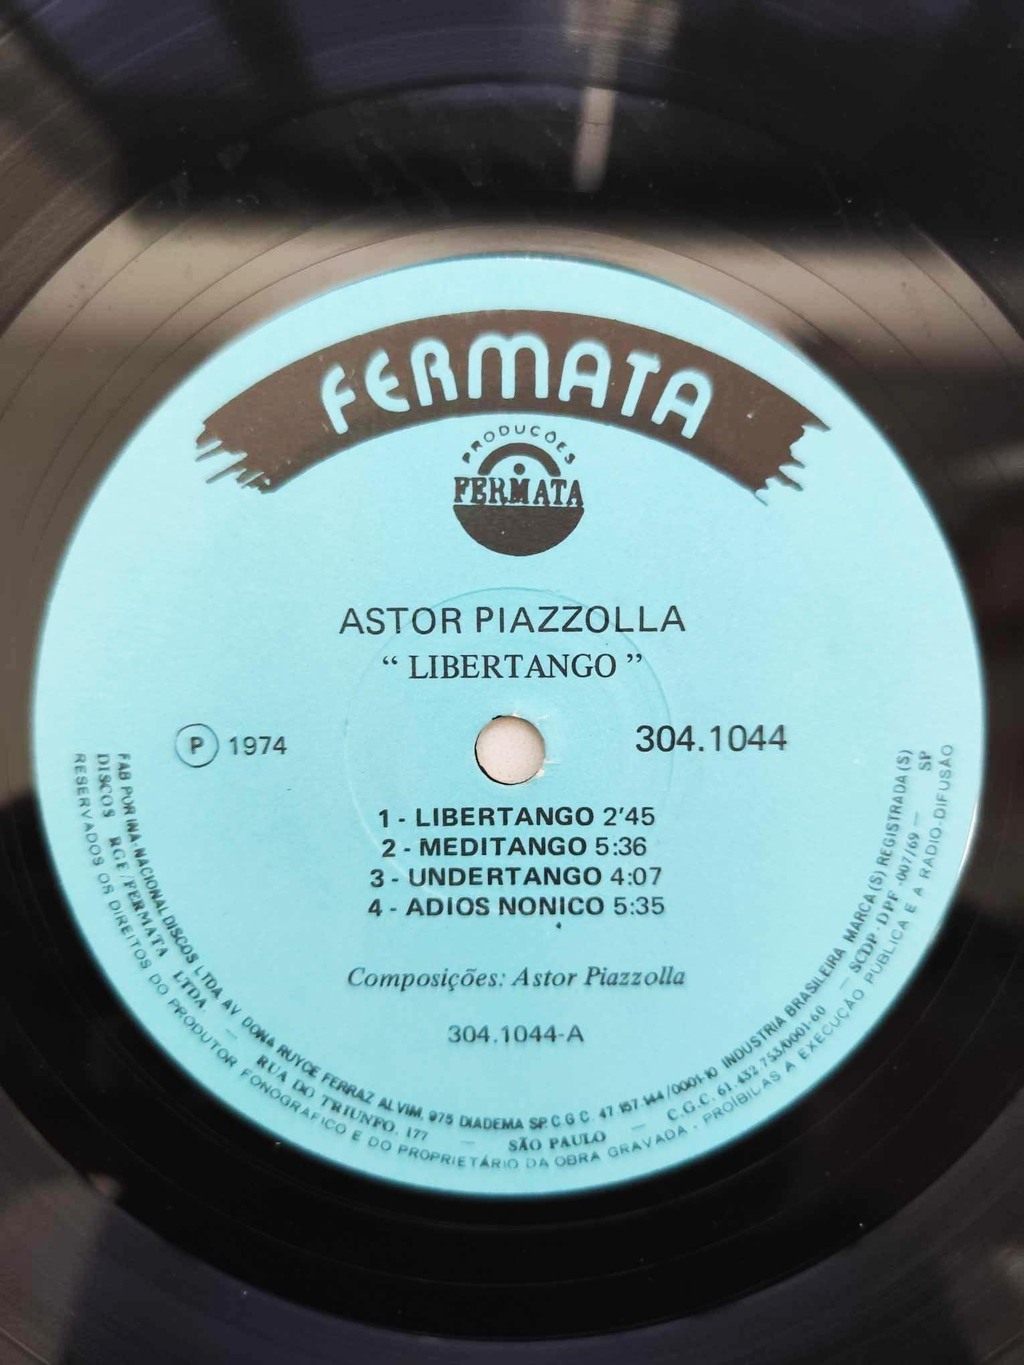 FERMATA
PRODUCÕES
FERMATA
ASTOR PIAZZOLLA
“ LIBERTANGO ”
P 1974
304.1044
1 - LIBERTANGO 2'45
2 - MEDITANGO 5:36
3 - UNDERTANGO 4:07
4 - ADIOS NONICO 5:35
Composições: Astor Piazzolla
304.1044-A
FAB POR INA-NACIONAL DISCOS LTDA AV DONA RUYCE FERRAZ ALVIM, 975 DIADEMA SP. C G C. 47 157.144/0001-10 INDUSTRIA BRASILEIRA MARCA (S) REGISTRADA (S)
DISCOS RGE/FERMATA LTDA. — RUA DO TRIUNFO, 177 — SÃO PAULO — C.G.C. 61.432.753/0001-60 — SCDP - DPF -007/69 — SP
RESERVADOS OS DIREITOS DO PRODUTOR FONOGRÁFICO E DO PROPRIETÁRIO DA OBRA GRAVADA - PROIBILAS A EXECUÇÃO PÚBLICA E A RADIO-DIFUSÃO